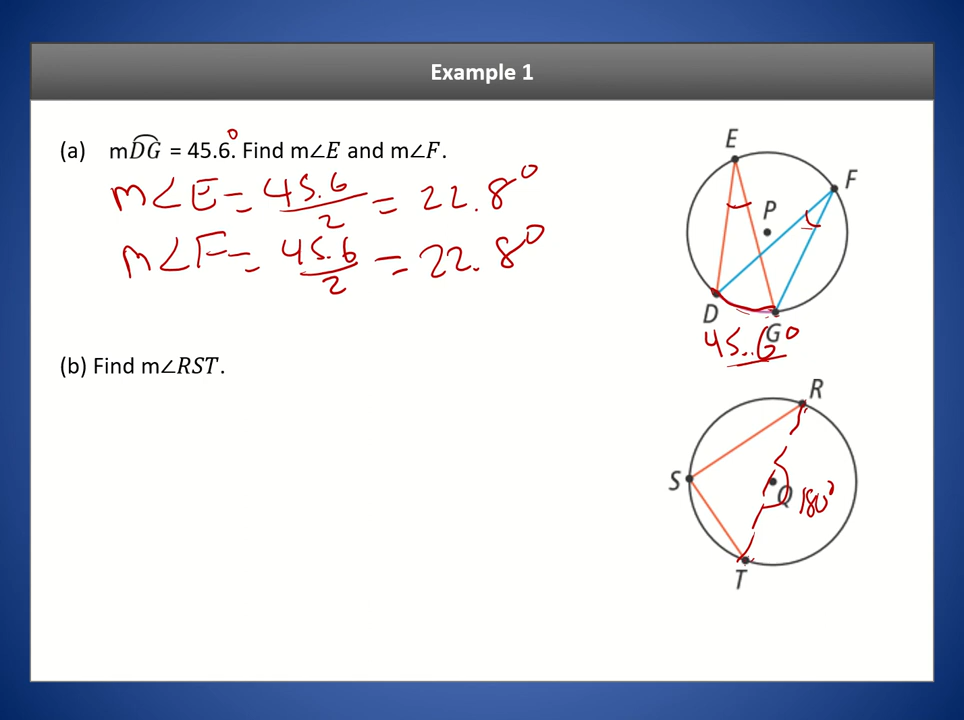 Example 1
(a) mDG = 45.6°. Find m∠E and m∠F.
m∠E = 45.6/2 = 22.8°
m∠F = 45.6/2 = 22.8°
E
F
P
D
G
45.6°
(b) Find m∠RST.
R
S
Q
180°
T